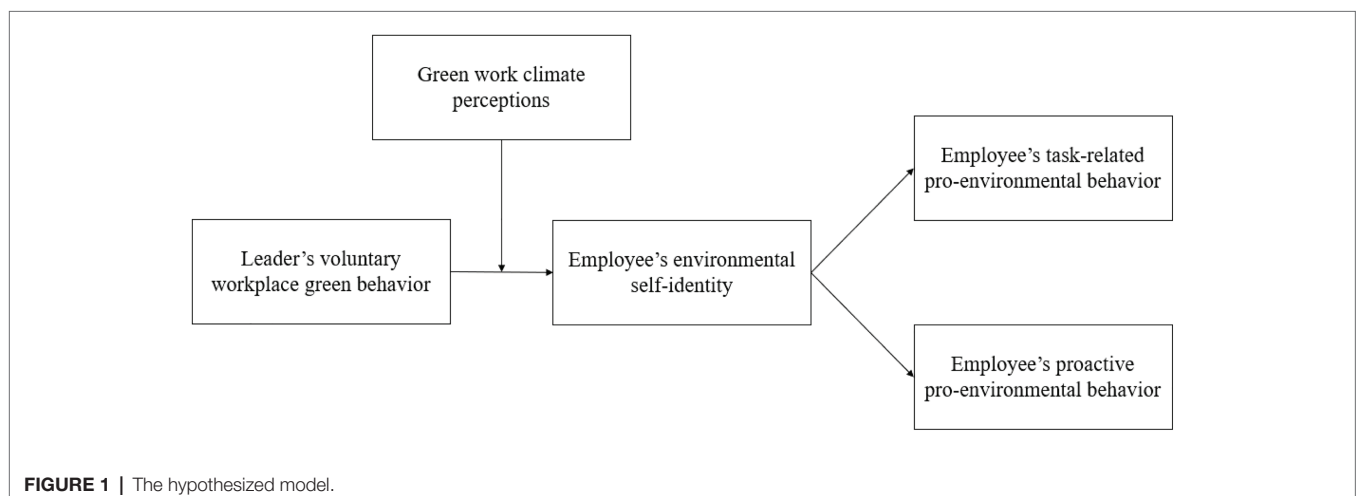 Green work climate
perceptions
Employee’s task-related
pro-environmental behavior
Leader’s voluntary
workplace green behavior
Employee’s environmental
self-identity
Employee’s proactive
pro-environmental behavior
FIGURE 1 | The hypothesized model.